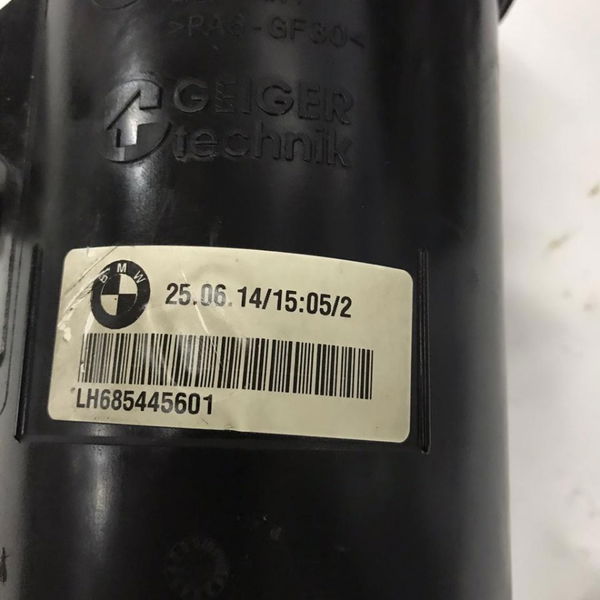 >PA6-GF30<
GEIGER
technik
BMW
25.06.14/15:05/2
LH685445601